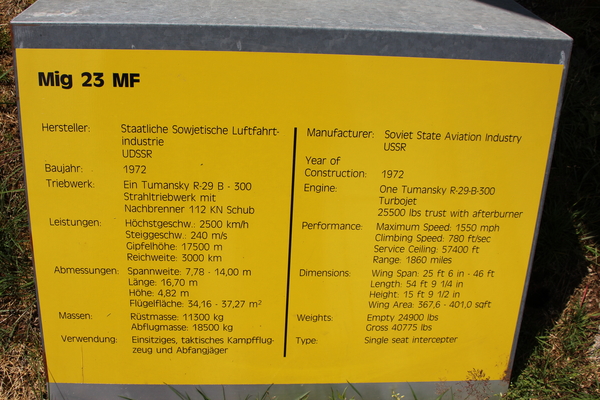 Mig 23 MF
Hersteller: Staatliche Sowjetische Luftfahrt-
industrie
UDSSR
Baujahr: 1972
Triebwerk: Ein Tumansky R-29 B - 300
Strahltriebwerk mit
Nachbrenner 112 KN Schub
Leistungen: Höchstgeschw.: 2500 km/h
Steiggeschw.: 240 m/s
Gipfelhöhe: 17500 m
Reichweite: 3000 km
Abmessungen: Spannweite: 7,78 - 14,00 m
Länge: 16,70 m
Höhe: 4,82 m
Flügelfläche: 34,16 - 37,27 m²
Massen: Rüstmasse: 11300 kg
Abflugmasse: 18500 kg
Verwendung: Einsitziges, taktisches Kampfflug-
zeug und Abfangjäger
Manufacturer: Soviet State Aviation Industry
USSR
Year of
Construction: 1972
Engine: One Tumansky R-29-B-300
Turbojet
25500 lbs trust with afterburner
Performance: Maximum Speed: 1550 mph
Climbing Speed: 780 ft/sec
Service Ceiling: 57400 ft
Range: 1860 miles
Dimensions: Wing Span: 25 ft 6 in - 46 ft
Length: 54 ft 9 1/4 in
Height: 15 ft 9 1/2 in
Wing Area: 367,6 - 401,0 sqft
Weights: Empty 24900 lbs
Gross 40775 lbs
Type: Single seat intercepter